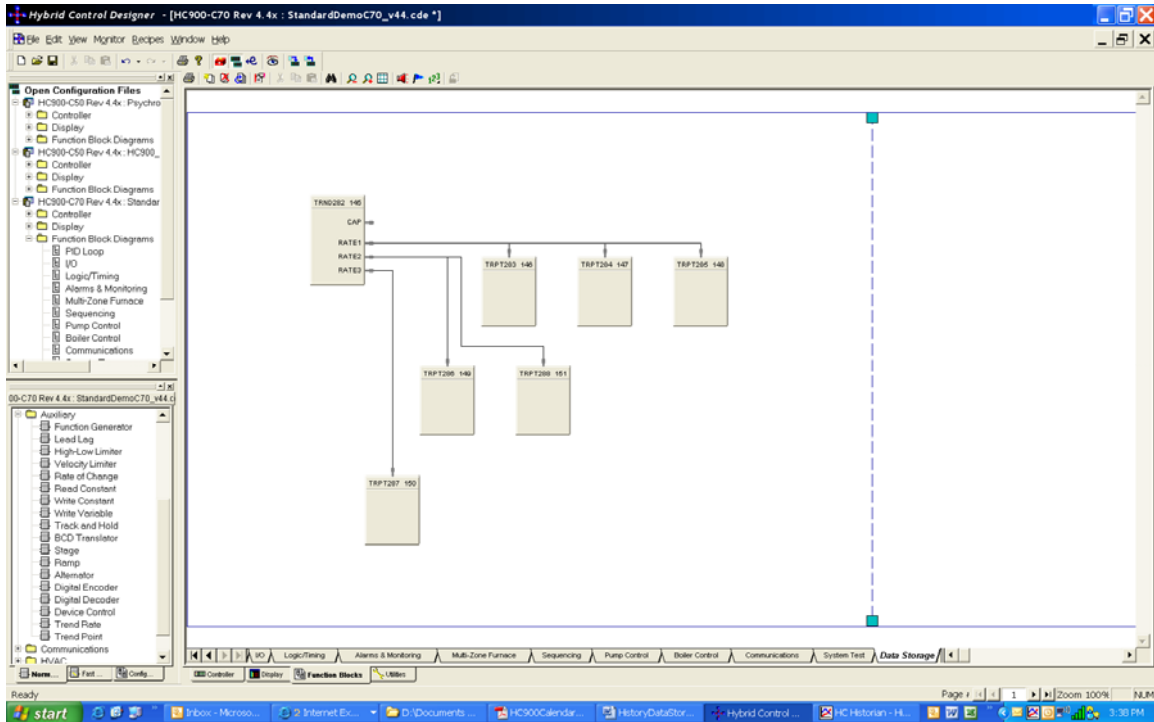 Hybrid Control Designer - [HC900-C70 Rev 4.4x : StandardDemoC70_v44.cde *]
File Edit View Monitor Recipes Window Help
Open Configuration Files
HC900-C50 Rev 4.4x : Psychro
Controller
Display
Function Block Diagrams
HC900-C50 Rev 4.4x : HC900_
Controller
Display
Function Block Diagrams
HC900-C70 Rev 4.4x : Standar
Controller
Display
Function Block Diagrams
PID Loop
I/O
Logic/Timing
Alarms & Monitoring
Multi-Zone Furnace
Sequencing
Pump Control
Boiler Control
Communications
00-C70 Rev 4.4x : StandardDemoC70_v44.c
Auxiliary
Function Generator
Lead Lag
High-Low Limiter
Velocity Limiter
Rate of Change
Read Constant
Write Constant
Write Variable
Track and Hold
BCD Translator
Stage
Ramp
Alternator
Digital Encoder
Digital Decoder
Device Control
Trend Rate
Trend Point
Communications
HVAC
Norm... Fast ... Config...
TRND282 145
CAP
RATE1
RATE2
RATE3
TRPT283 146 TRPT284 147 TRPT285 148
TRPT286 149 TRPT288 151
TRPT287 150
I/O Logic/Timing Alarms & Monitoring Multi-Zone Furnace Sequencing Pump Control Boiler Control Communications System Test Data Storage
Controller Display Function Blocks Utilities
Ready Page 1 Zoom 100% NUM
start Inbox - Microso... 2 Internet Ex... D:\Documents ... HC900Calendar... HistoryDataStor... Hybrid Control ... HC Historian - H... 3:38 PM